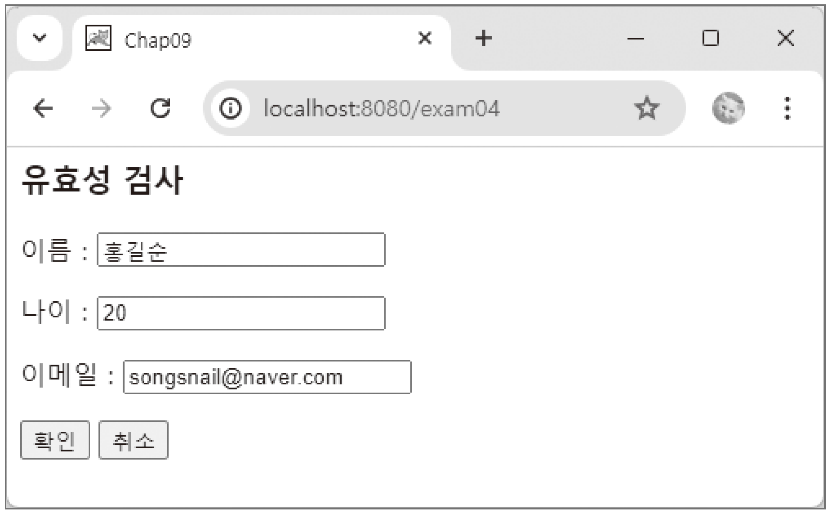 Chap09
localhost:8080/exam04
유효성 검사
이름 : 홍길순
나이 : 20
이메일 : songsnail@naver.com
확인 취소